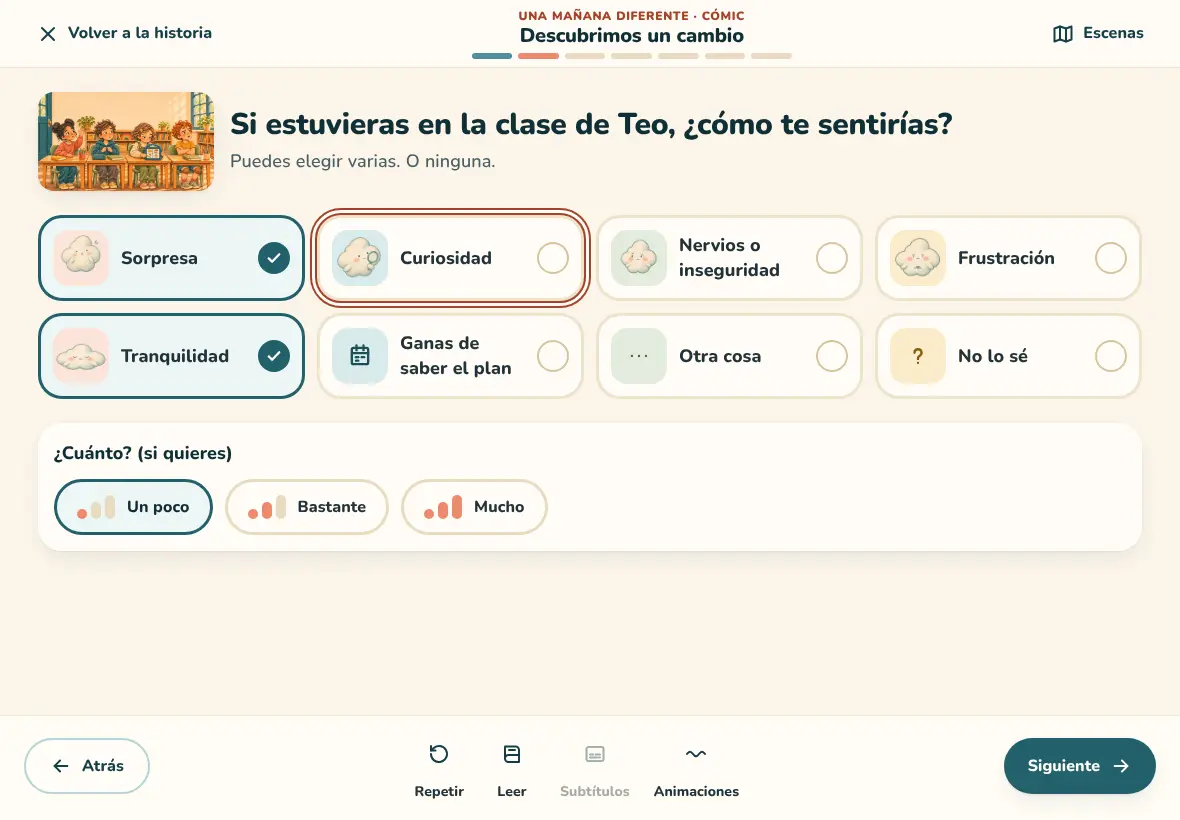 Volver a la historia
UNA MAÑANA DIFERENTE · CÓMIC
Descubrimos un cambio
Escenas
Si estuvieras en la clase de Teo, ¿cómo te sentirías?
Puedes elegir varias. O ninguna.
Sorpresa
Curiosidad
Nervios o
inseguridad
Frustración
Tranquilidad
Ganas de
saber el plan
...
Otra cosa
?
No lo sé
¿Cuánto? (si quieres)
Un poco
Bastante
Mucho
Atrás
Repetir
Leer
Subtítulos
Animaciones
Siguiente